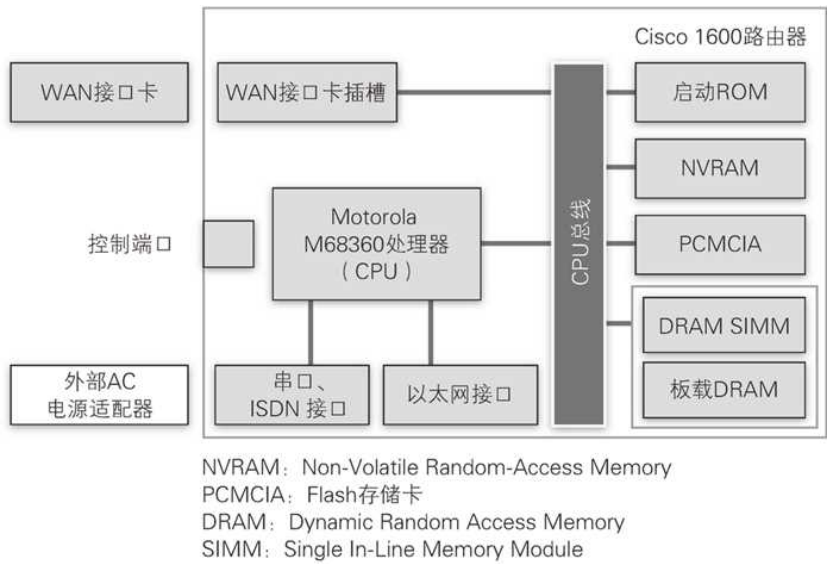 Cisco 1600路由器
WAN接口卡
WAN接口卡插槽
启动ROM
NVRAM
控制端口
Motorola
M68360处理器
（CPU）
CPU总线
PCMCIA
DRAM SIMM
外部AC
电源适配器
串口、
ISDN 接口
以太网接口
板载DRAM
NVRAM：Non-Volatile Random-Access Memory
PCMCIA：Flash存储卡
DRAM：Dynamic Random Access Memory
SIMM：Single In-Line Memory Module